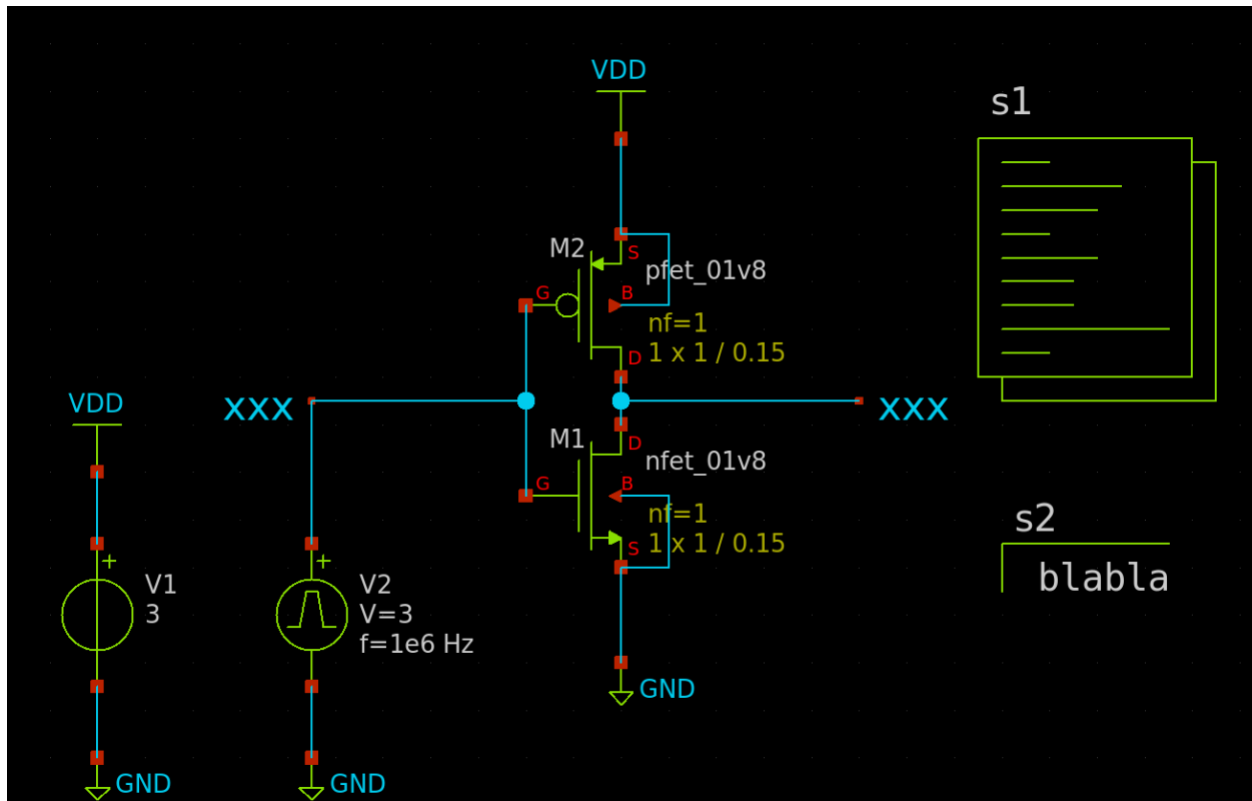 VDD
s1
M2
S
pfet_01v8
G
B
nf=1
D
1 x 1 / 0.15
VDD
xxx
xxx
M1
D
nfet_01v8
G
B
nf=1
S
1 x 1 / 0.15
s2
blabla
+
V1
3
+
V2
V=3
f=1e6 Hz
GND
GND
GND